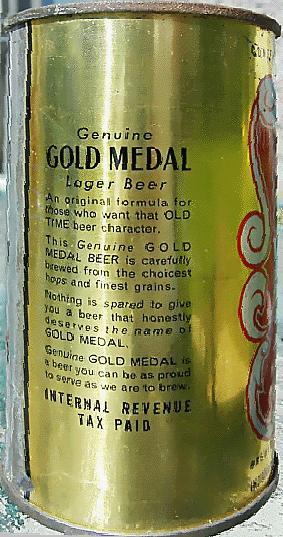 Genuine
GOLD MEDAL
Lager Beer
An original formula for
those who want that OLD
TIME beer character.
This Genuine GOLD
MEDAL BEER is carefully
brewed from the choicest
hops and finest grains.
Nothing is spared to give
you a beer that honestly
deserves the name of
GOLD MEDAL.
Genuine GOLD MEDAL is
a beer you can be as proud
to serve as we are to brew.
INTERNAL REVENUE
TAX PAID